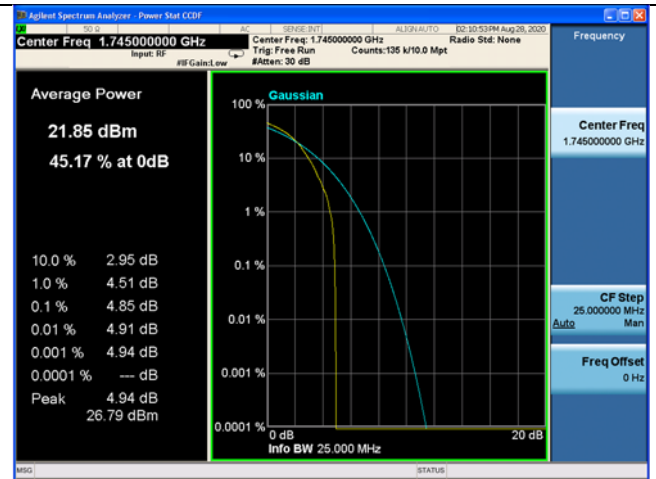 Agilent Spectrum Analyzer - Power Stat CCDF
50 Ω AC SENSE:INT ALIGN AUTO 02:10:53 PM Aug 28, 2020
Center Freq 1.745000000 GHz
Input: RF
#IFGain:Low
Center Freq: 1.745000000 GHz Radio Std: None
Trig: Free Run Counts:135 k/10.0 Mpt
#Atten: 30 dB
Frequency
Average Power
21.85 dBm
45.17 % at 0dB
10.0 % 2.95 dB
1.0 % 4.51 dB
0.1 % 4.85 dB
0.01 % 4.91 dB
0.001 % 4.94 dB
0.0001 % --- dB
Peak 4.94 dB
26.79 dBm
Gaussian
100 %
10 %
1 %
0.1 %
0.01 %
0.001 %
0.0001 %
0 dB 20 dB
Info BW 25.000 MHz
Center Freq
1.745000000 GHz
CF Step
25.000000 MHz
Auto Man
Freq Offset
0 Hz
MSG STATUS